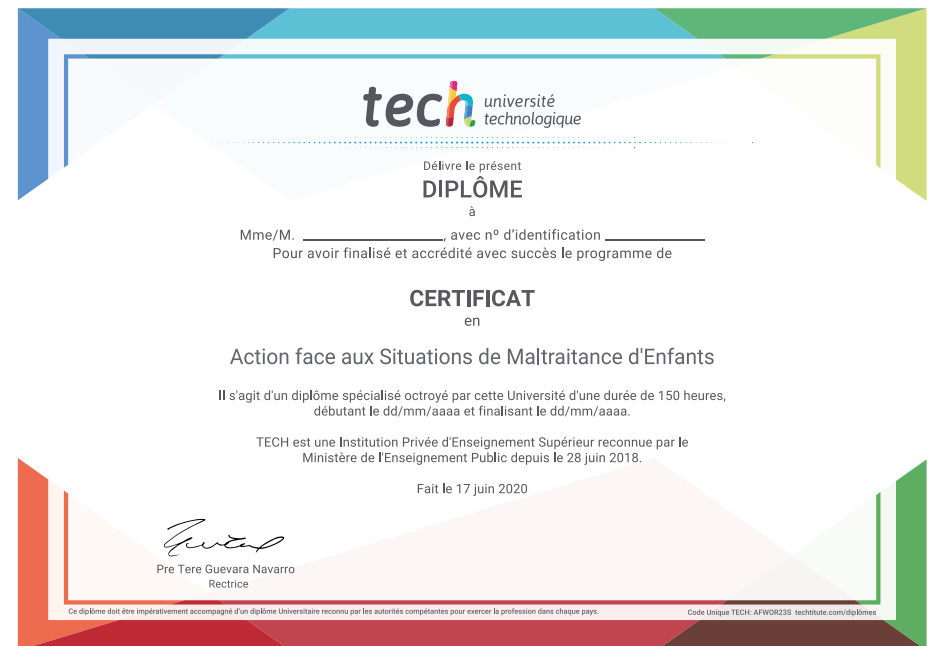 tech université
technologique
Délivre le présent
DIPLÔME
à
Mme/M. ____________, avec nº d'identification ____________
Pour avoir finalisé et accrédité avec succès le programme de
CERTIFICAT
en
Action face aux Situations de Maltraitance d'Enfants
Il s'agit d'un diplôme spécialisé octroyé par cette Université d'une durée de 150 heures,
débutant le dd/mm/aaaa et finalisant le dd/mm/aaaa.
TECH est une Institution Privée d'Enseignement Supérieur reconnue par le
Ministère de l'Enseignement Public depuis le 28 juin 2018.
Fait le 17 juin 2020
Pre Tere Guevara Navarro
Rectrice
Ce diplôme doit être impérativement accompagné d'un diplôme Universitaire reconnu par les autorités compétantes pour exercer la profession dans chaque pays.
Code Unique TECH: AFWOR23S techtitute.com/diplômes